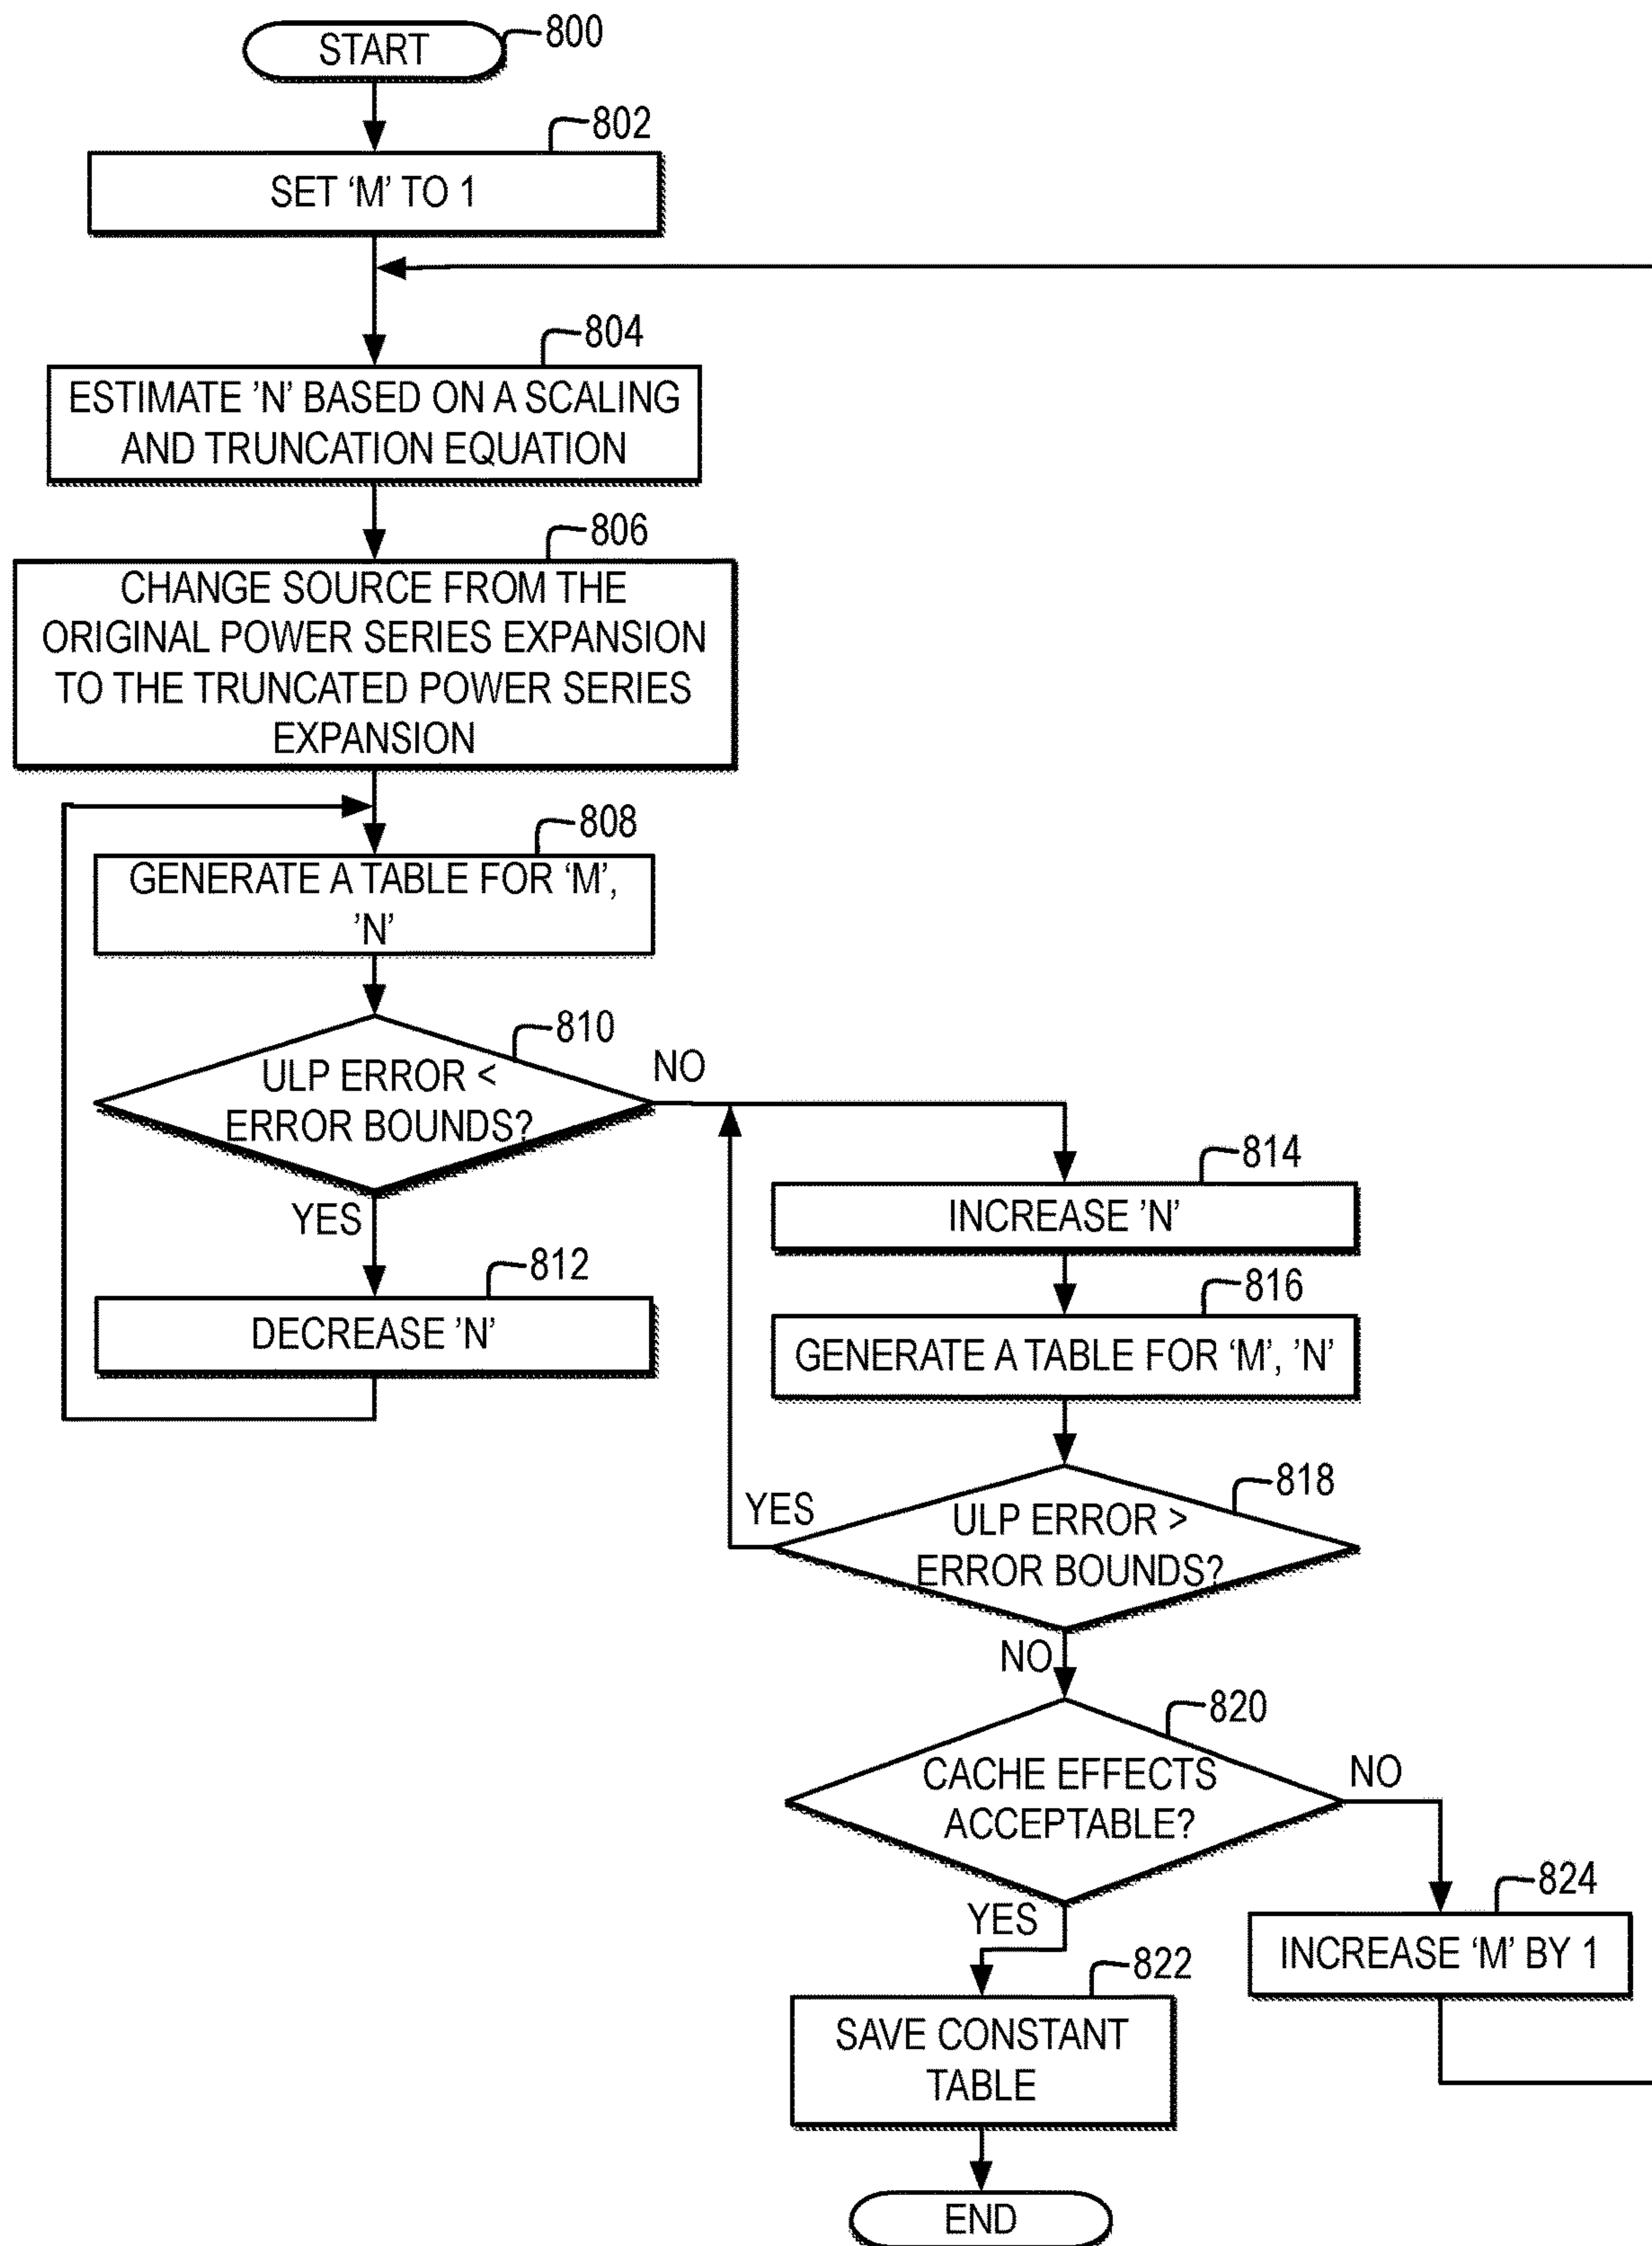 START
800
802
SET ‘M’ TO 1
804
ESTIMATE ’N’ BASED ON A SCALING
AND TRUNCATION EQUATION
806
CHANGE SOURCE FROM THE
ORIGINAL POWER SERIES EXPANSION
TO THE TRUNCATED POWER SERIES
EXPANSION
808
GENERATE A TABLE FOR ‘M’,
’N’
810
ULP ERROR <
ERROR BOUNDS?
NO
YES
812
DECREASE ’N’
814
INCREASE ’N’
816
GENERATE A TABLE FOR ‘M’, ’N’
818
ULP ERROR >
ERROR BOUNDS?
YES
NO
820
CACHE EFFECTS
ACCEPTABLE?
NO
YES
824
INCREASE ‘M’ BY 1
822
SAVE CONSTANT
TABLE
END